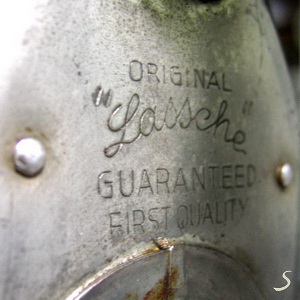 ORIGINAL
"Lassche"
GUARANTEED
FIRST QUALITY
S